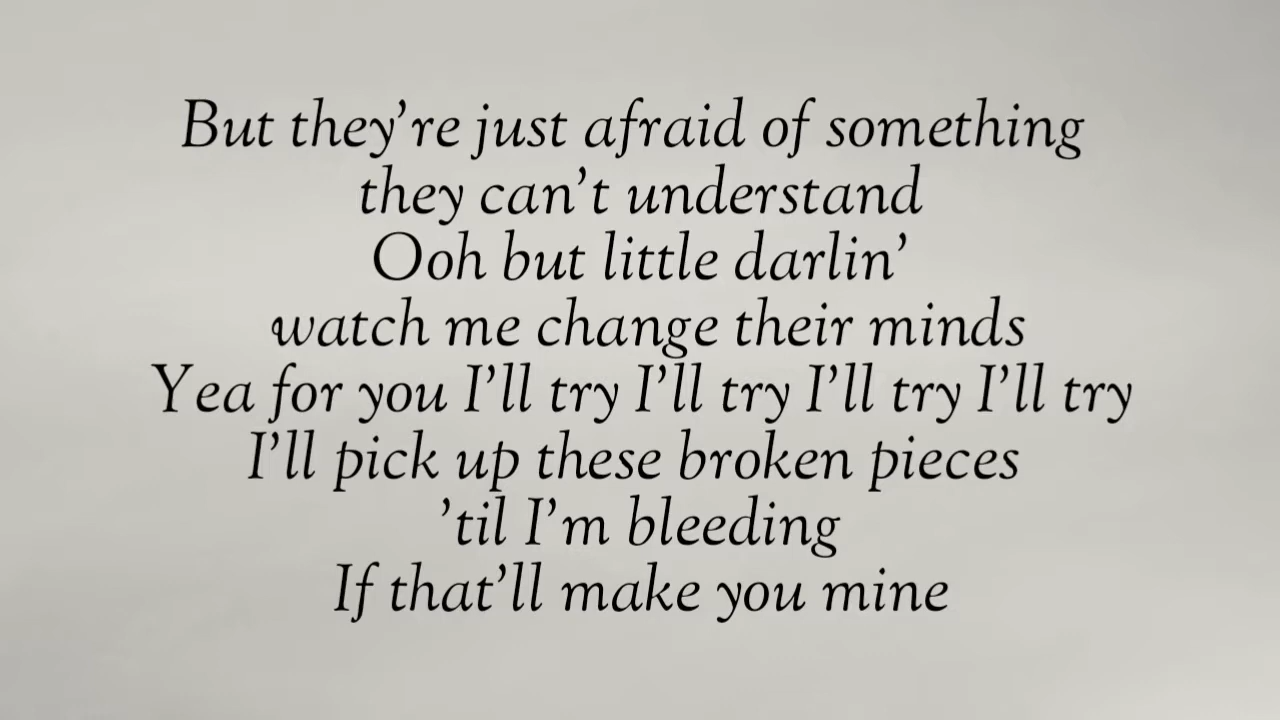 But they’re just afraid of something
they can’t understand
Ooh but little darlin’
watch me change their minds
Yea for you I’ll try I’ll try I’ll try I’ll try
I’ll pick up these broken pieces
’til I’m bleeding
If that’ll make you mine